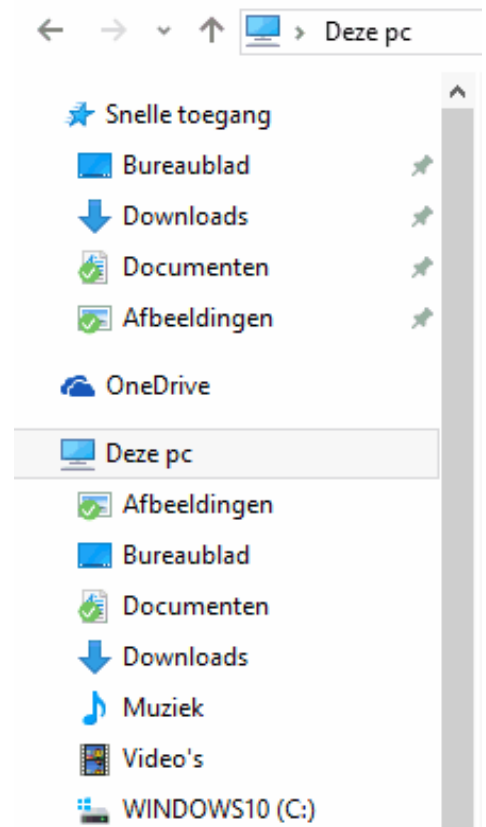 Deze pc
Snelle toegang
Bureaublad
Downloads
Documenten
Afbeeldingen
OneDrive
Deze pc
Afbeeldingen
Bureaublad
Documenten
Downloads
Muziek
Video's
WINDOWS10 (C:)